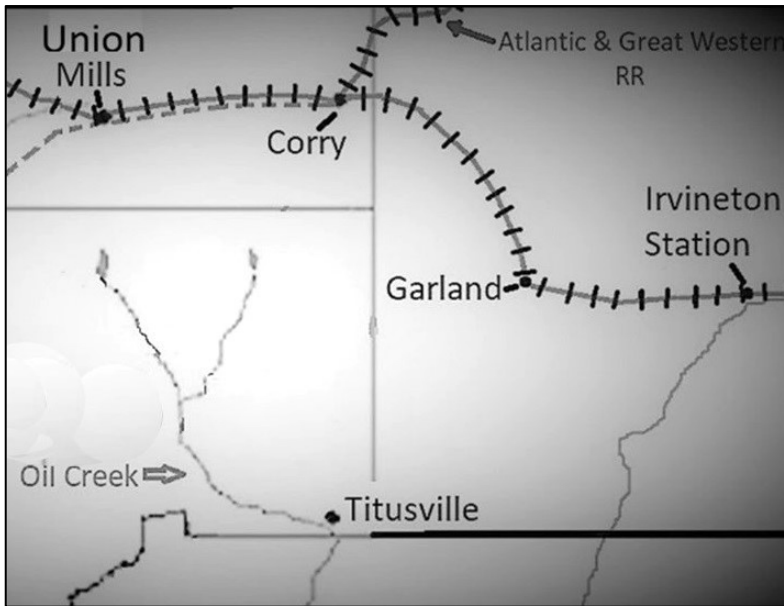 Union
Mills
Atlantic & Great Western
RR
Corry
Irvineton
Station
Garland
Oil Creek
Titusville